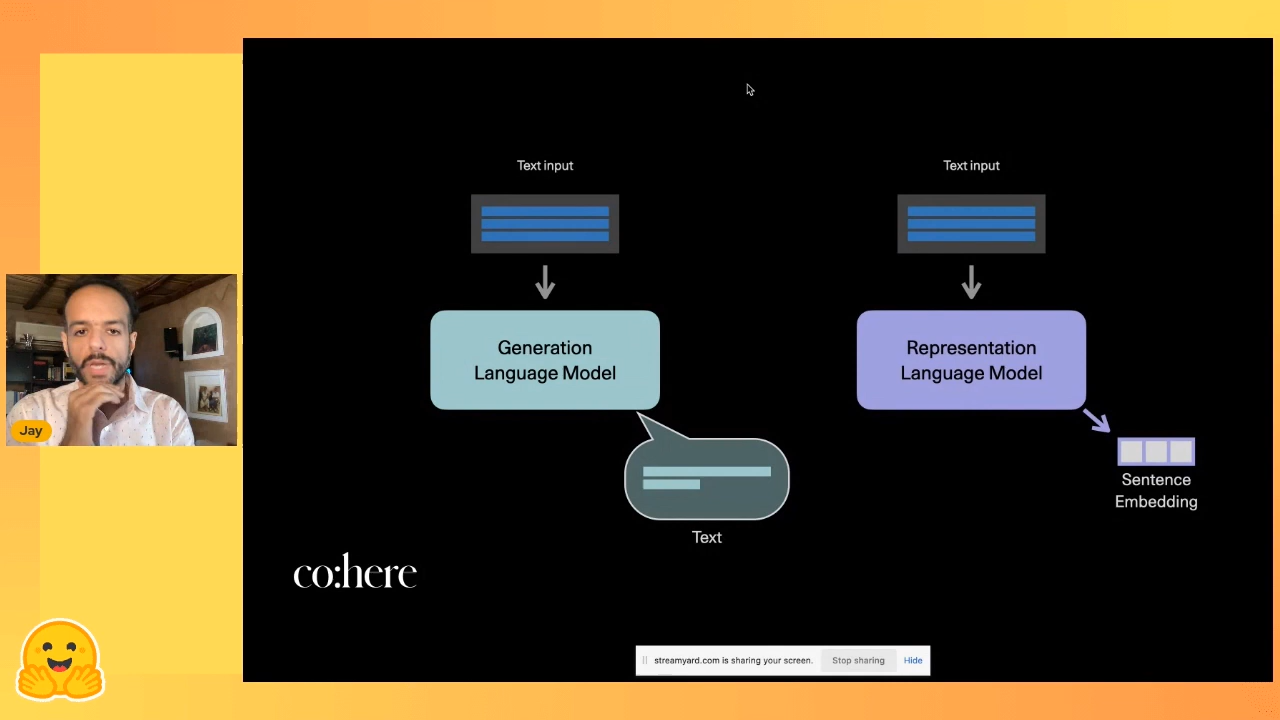 Text input
Text input
Generation
Language Model
Representation
Language Model
Jay
Sentence
Embedding
Text
co:here
streamyard.com is sharing your screen.
Stop sharing
Hide